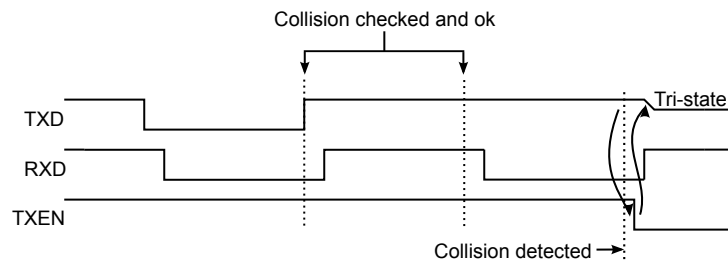 Collision checked and ok
Tri-state
TXD
RXD
TXEN
Collision detected